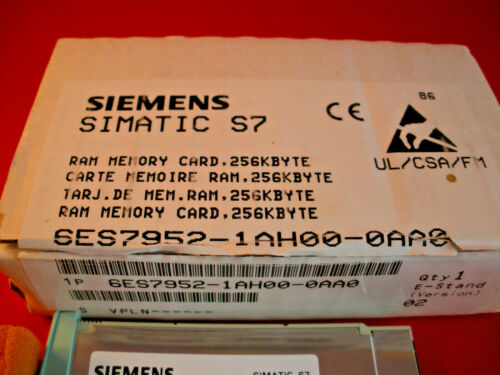 SIEMENS
SIMATIC S7
CE
86
UL/CSA/FM
RAM MEMORY CARD,256KBYTE
CARTE MEMOIRE RAM,256KBYTE
TARJ.DE MEM.RAM,256KBYTE
RAM MEMORY CARD,256KBYTE
6ES7952-1AH00-0AA0
1P 6ES7952-1AH00-0AA0
Qty 1
E-Stand
(Version)
02
S VPLN------
SIEMENS
SIMATIC S7